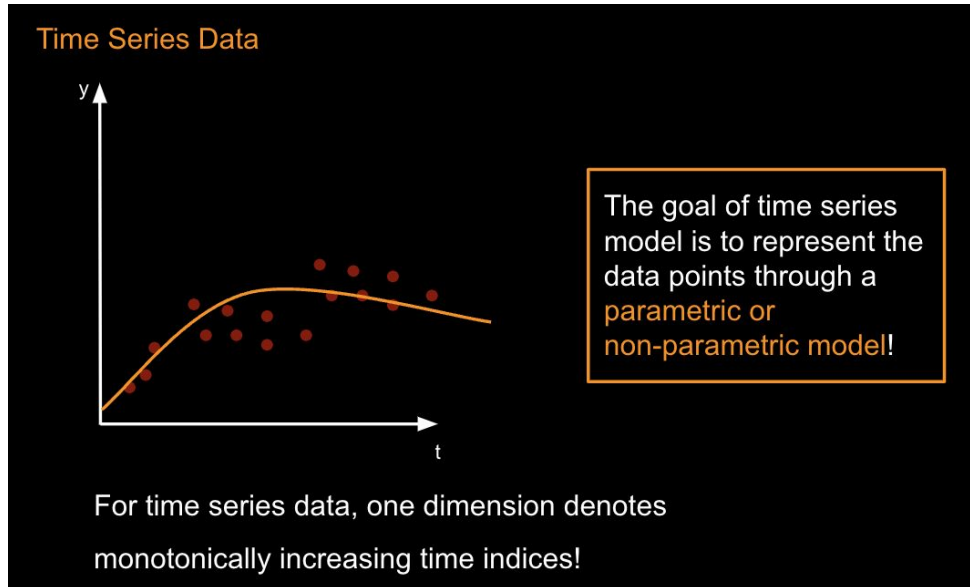 Time Series Data
y
The goal of time series
model is to represent the
data points through a
parametric or
non-parametric model!
t
For time series data, one dimension denotes
monotonically increasing time indices!